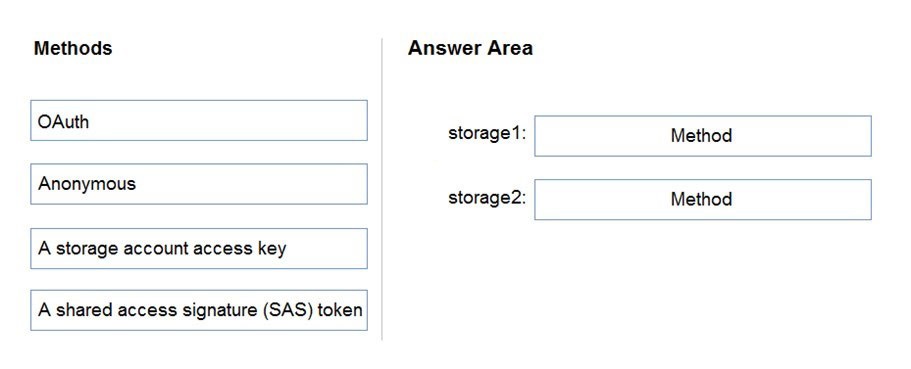 Methods
OAuth
Anonymous
A storage account access key
A shared access signature (SAS) token
Answer Area
storage1: Method
storage2: Method